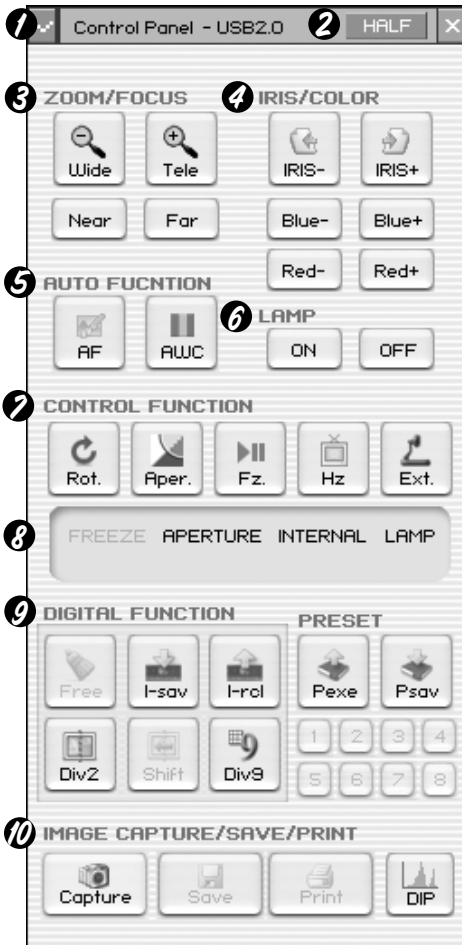 1 Control Panel - USB2.0 2 HALF X
3 ZOOM/FOCUS 4 IRIS/COLOR
Wide Tele IRIS- IRIS+
Near Far Blue- Blue+
Red- Red+
5 AUTO FUCNTION
6 LAMP
AF AWC ON OFF
7 CONTROL FUNCTION
Rot. Aper. Fz. Hz Ext.
8 FREEZE APERTURE INTERNAL LAMP
9 DIGITAL FUNCTION PRESET
Free I-sav I-rcl Pexe Psav
1 2 3 4
9
Div2 Shift Div9 5 6 7 8
10 IMAGE CAPTURE/SAVE/PRINT
Capture Save Print DIP